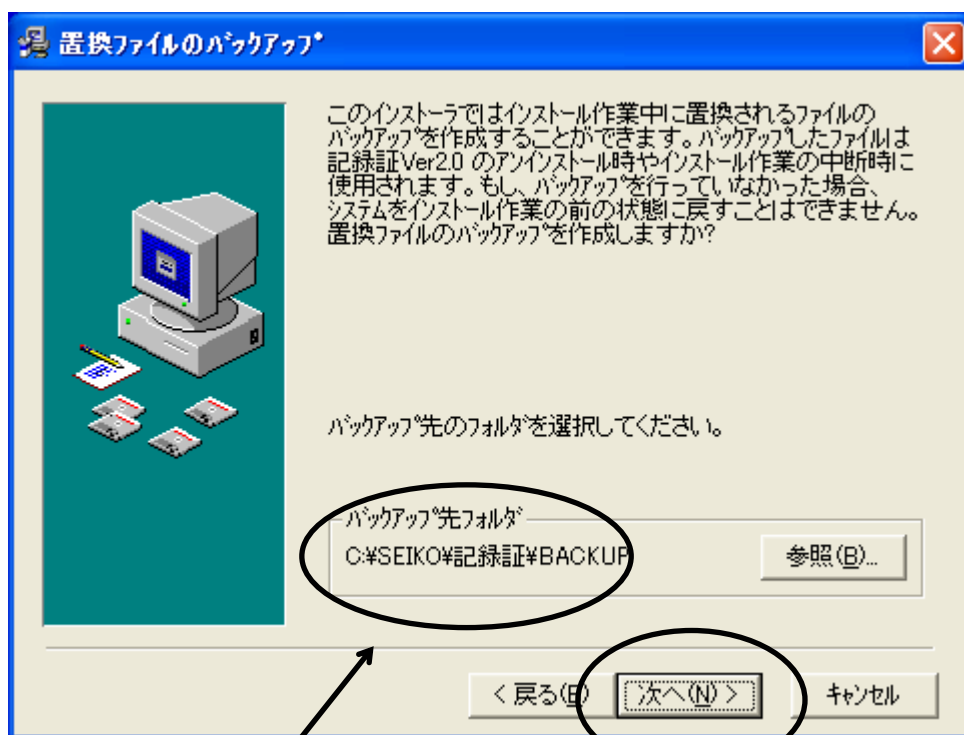 置換ファイルのバックアップ
このインストーラではインストール作業中に置換されるファイルの
バックアップを作成することができます。バックアップしたファイルは
記録証Ver2.0 のアンインストール時やインストール作業の中断時に
使用されます。もし、バックアップを行っていなかった場合、
システムをインストール作業の前の状態に戻すことはできません。
置換ファイルのバックアップを作成しますか?
バックアップ先のフォルダを選択してください。
バックアップ先フォルダ
C:¥SEIKO¥記録証¥BACKUP
参照(B)...
< 戻る(B)
次へ(N) >
キャンセル